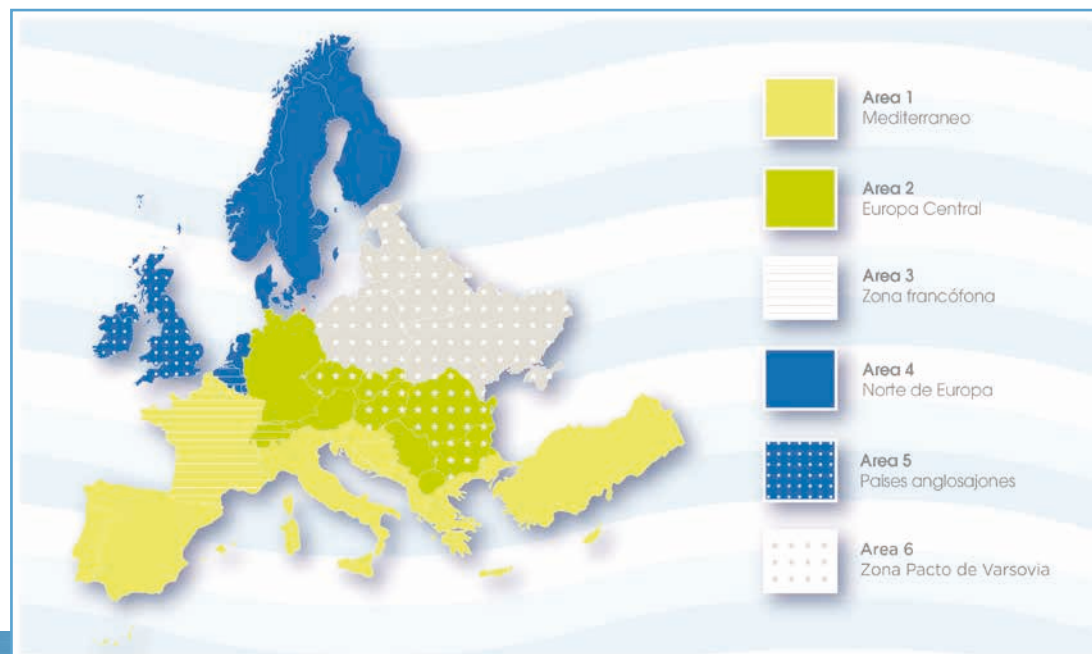 Area 1
Mediterraneo
Area 2
Europa Central
Area 3
Zona francófona
Area 4
Norte de Europa
Area 5
Países anglosajones
Area 6
Zona Pacto de Varsovia